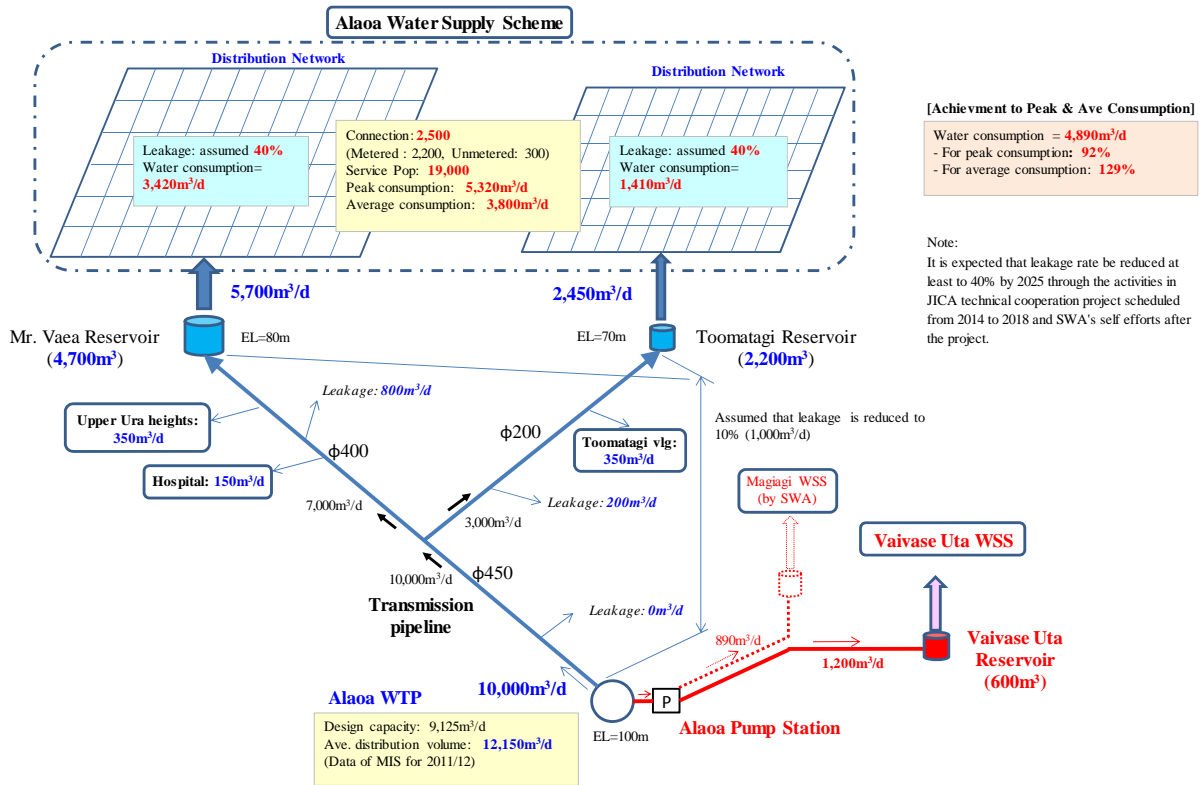 Alaoa Water Supply Scheme
Distribution Network
Distribution Network
Leakage: assumed 40%
Water consumption=
3,420m³/d
Connection: 2,500
(Metered : 2,200, Unmetered: 300)
Service Pop: 19,000
Peak consumption: 5,320m³/d
Average consumption: 3,800m³/d
Leakage: assumed 40%
Water consumption=
1,410m³/d
[Achievment to Peak & Ave Consumption]
Water consumption = 4,890m³/d
- For peak consumption: 92%
- For average consumption: 129%
Note:
It is expected that leakage rate be reduced at
least to 40% by 2025 through the activities in
JICA technical cooperation project scheduled
from 2014 to 2018 and SWA's self efforts after
the project.
5,700m³/d
2,450m³/d
Mr. Vaea Reservoir
(4,700m³)
EL=80m
EL=70m
Toomatagi Reservoir
(2,200m³)
Leakage: 800m³/d
Upper Ura heights:
350m³/d
Hospital: 150m³/d
ϕ400
ϕ200
Toomatagi vlg:
350m³/d
Assumed that leakage is reduced to
10% (1,000m³/d)
7,000m³/d
3,000m³/d
Leakage: 200m³/d
Magiagi WSS
(by SWA)
Vaivase Uta WSS
10,000m³/d
ϕ450
Transmission
pipeline
Leakage: 0m³/d
890m³/d
1,200m³/d
Vaivase Uta
Reservoir
(600m³)
10,000m³/d
Alaoa WTP
P
Alaoa Pump Station
EL=100m
Design capacity: 9,125m³/d
Ave. distribution volume: 12,150m³/d
(Data of MIS for 2011/12)